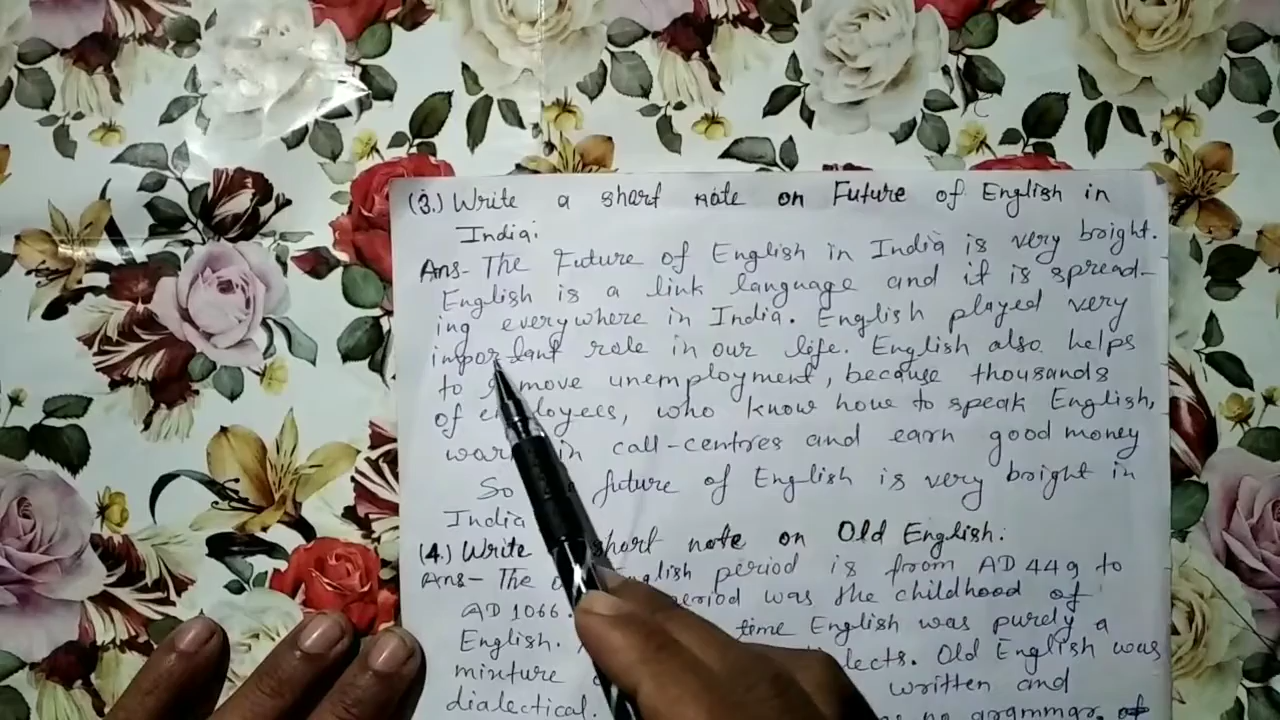 (3.) Write a short note on Future of English in
India.
Ans- The Future of English in India is very bright.
English is a link language and it is spread-
ing everywhere in India. English played very
important role in our life. English also helps
to move unemployment, because thousands
of employees, who know how to speak English,
in call-centres and earn good money
So future of English is very bright in
India
(4.) Write short note on Old English.
Ans- The English period is from AD 449 to
AD 1066. period was the childhood of
English. time English was purely a
mixture dialects. Old English was
dialectical. written and
no grammar of